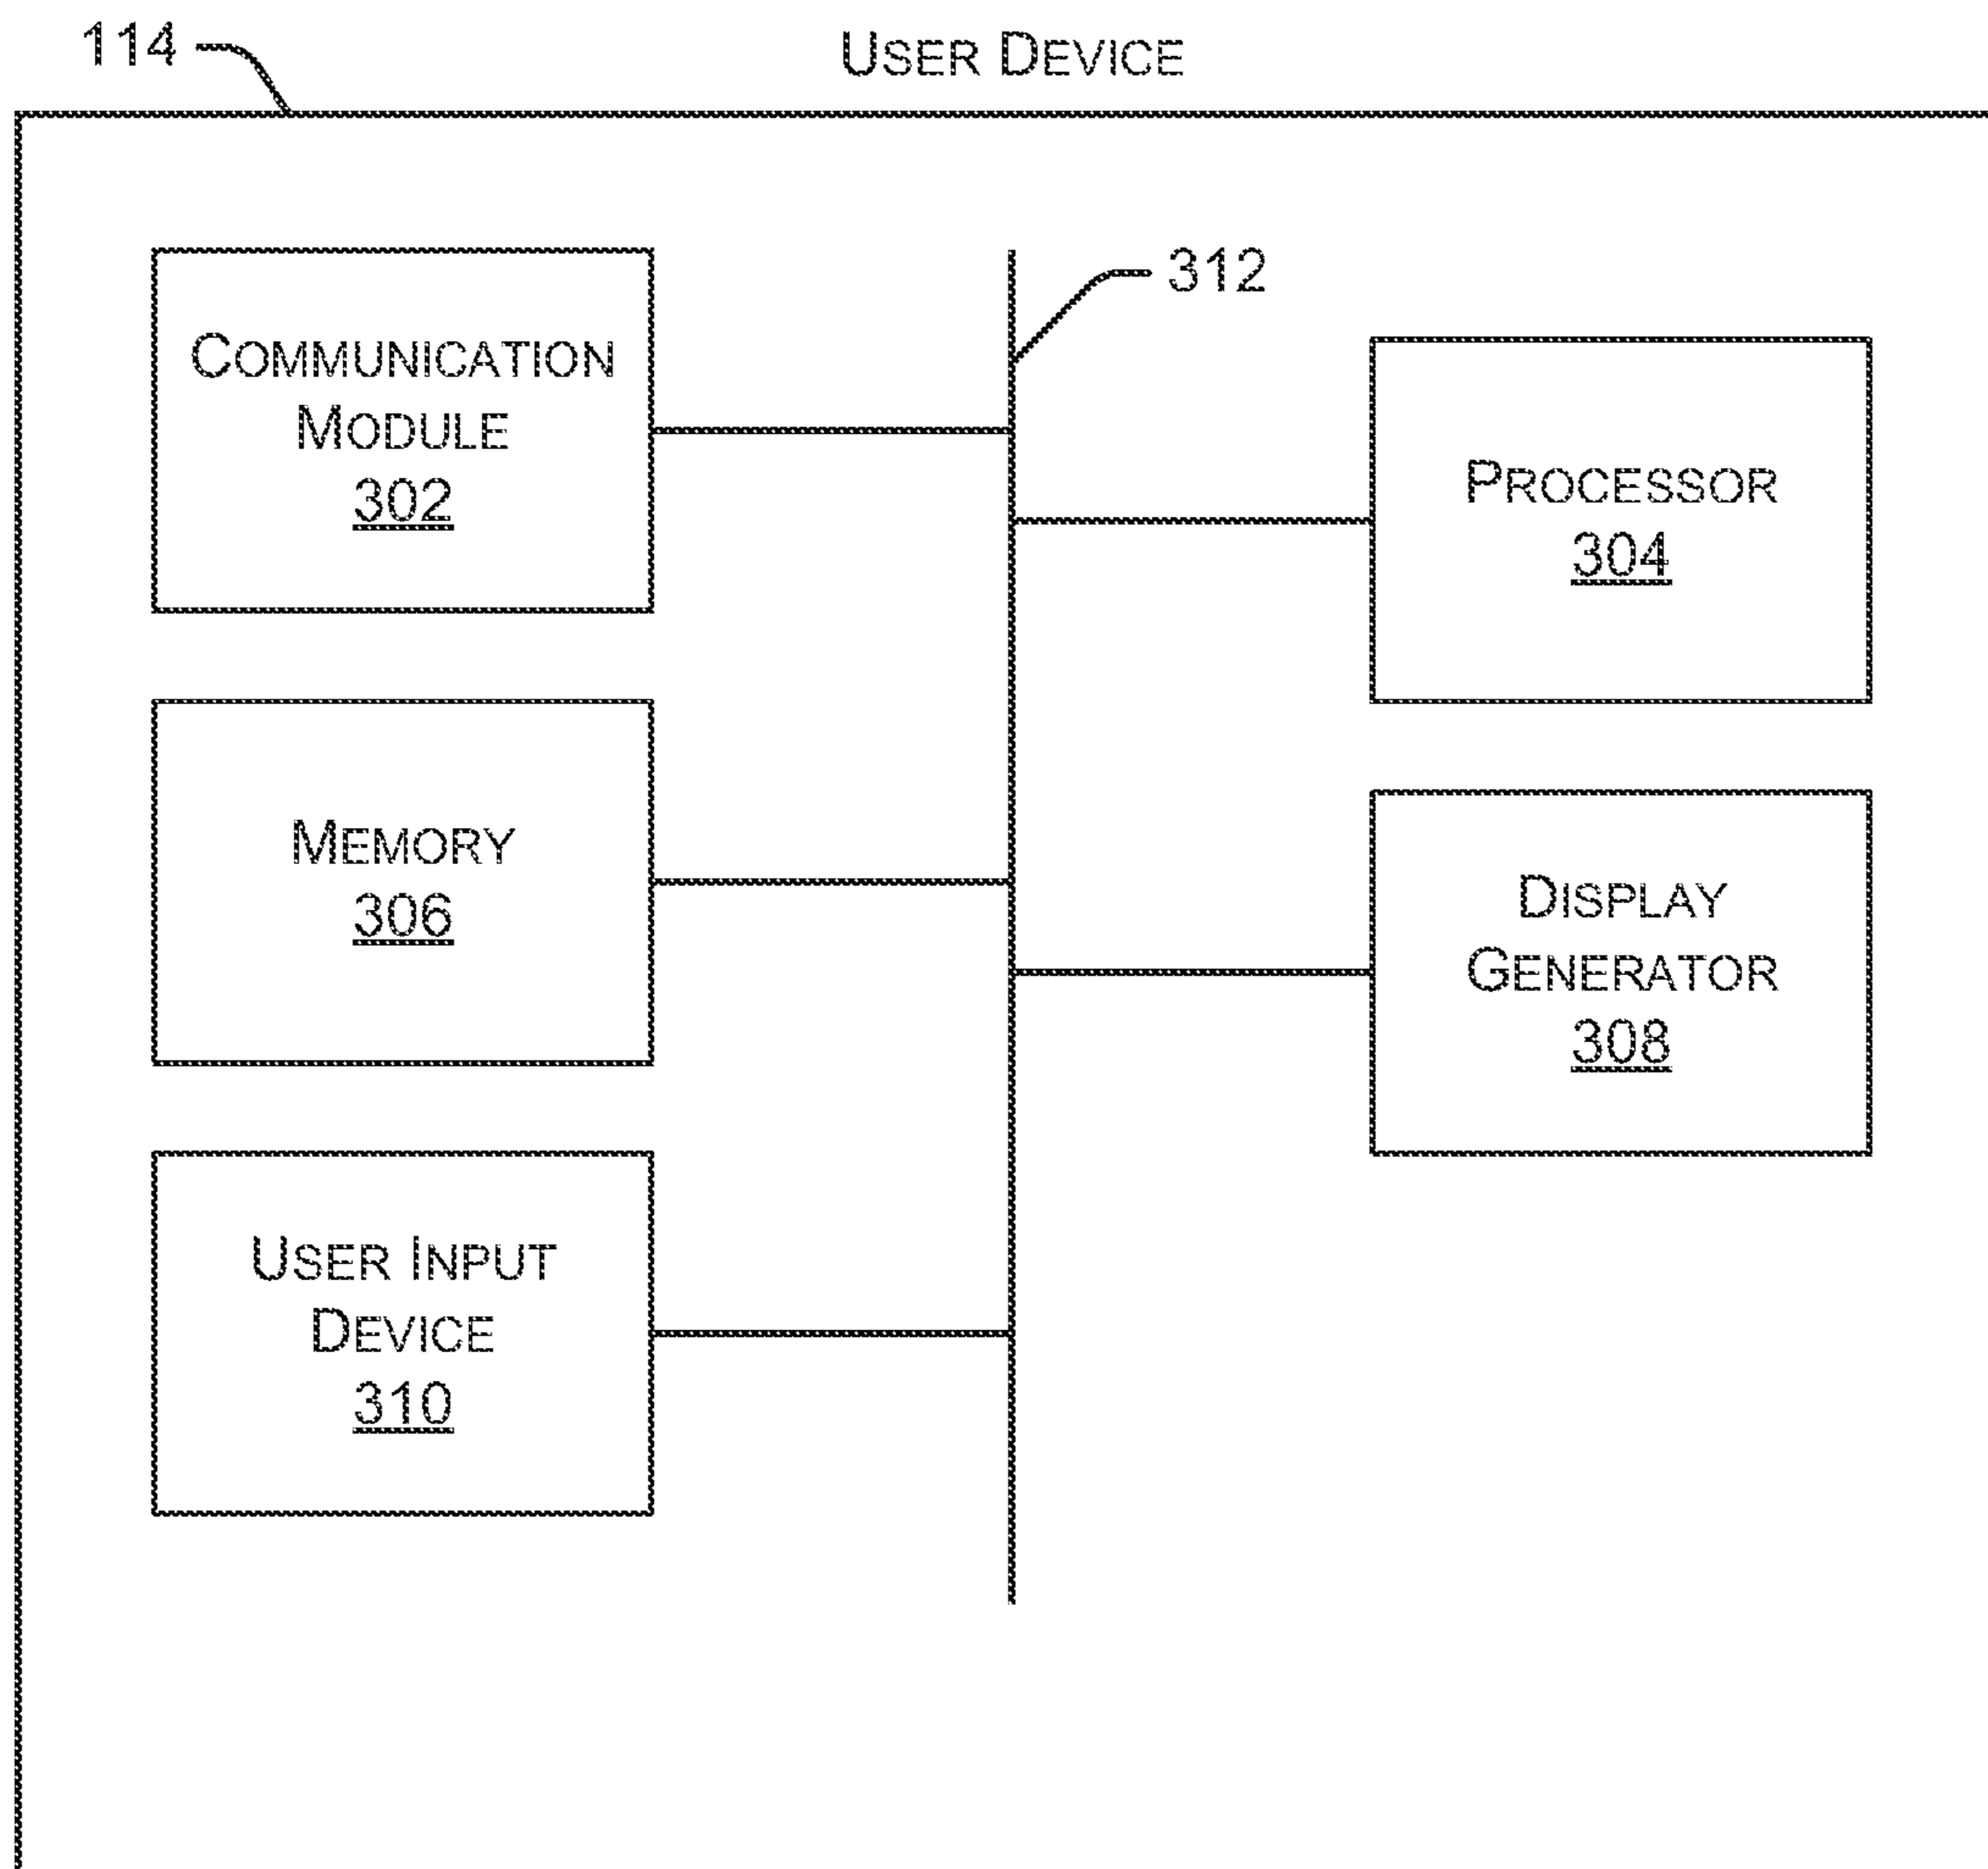 114
USER DEVICE
312
COMMUNICATION
MODULE
302
PROCESSOR
304
MEMORY
306
DISPLAY
GENERATOR
308
USER INPUT
DEVICE
310